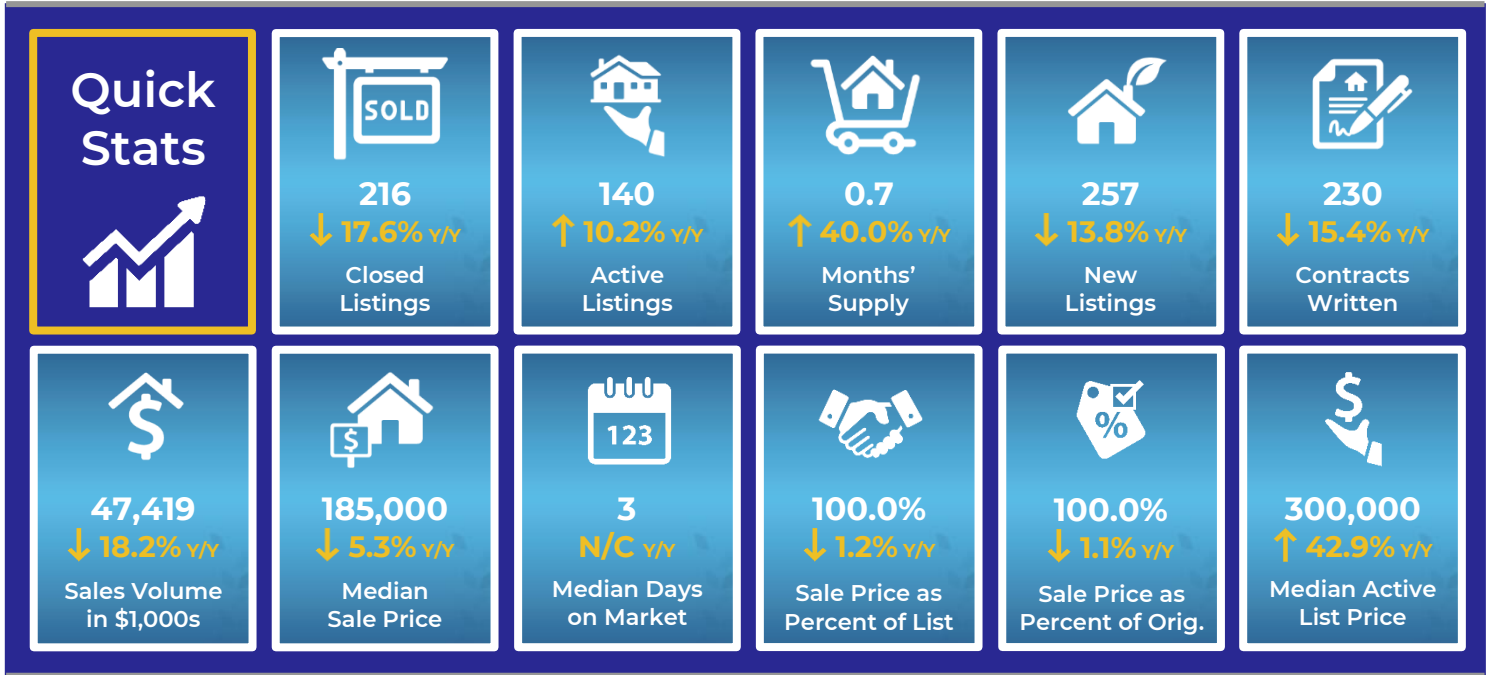 Quick
Stats
SOLD
216
↓ 17.6% Y/Y
Closed
Listings
140
↑ 10.2% Y/Y
Active
Listings
0.7
↑ 40.0% Y/Y
Months’
Supply
257
↓ 13.8% Y/Y
New
Listings
230
↓ 15.4% Y/Y
Contracts
Written
$
47,419
↓ 18.2% Y/Y
Sales Volume
in $1,000s
$
185,000
↓ 5.3% Y/Y
Median
Sale Price
123
3
N/C Y/Y
Median Days
on Market
100.0%
↓ 1.2% Y/Y
Sale Price as
Percent of List
%
100.0%
↓ 1.1% Y/Y
Sale Price as
Percent of Orig.
$
300,000
↑ 42.9% Y/Y
Median Active
List Price